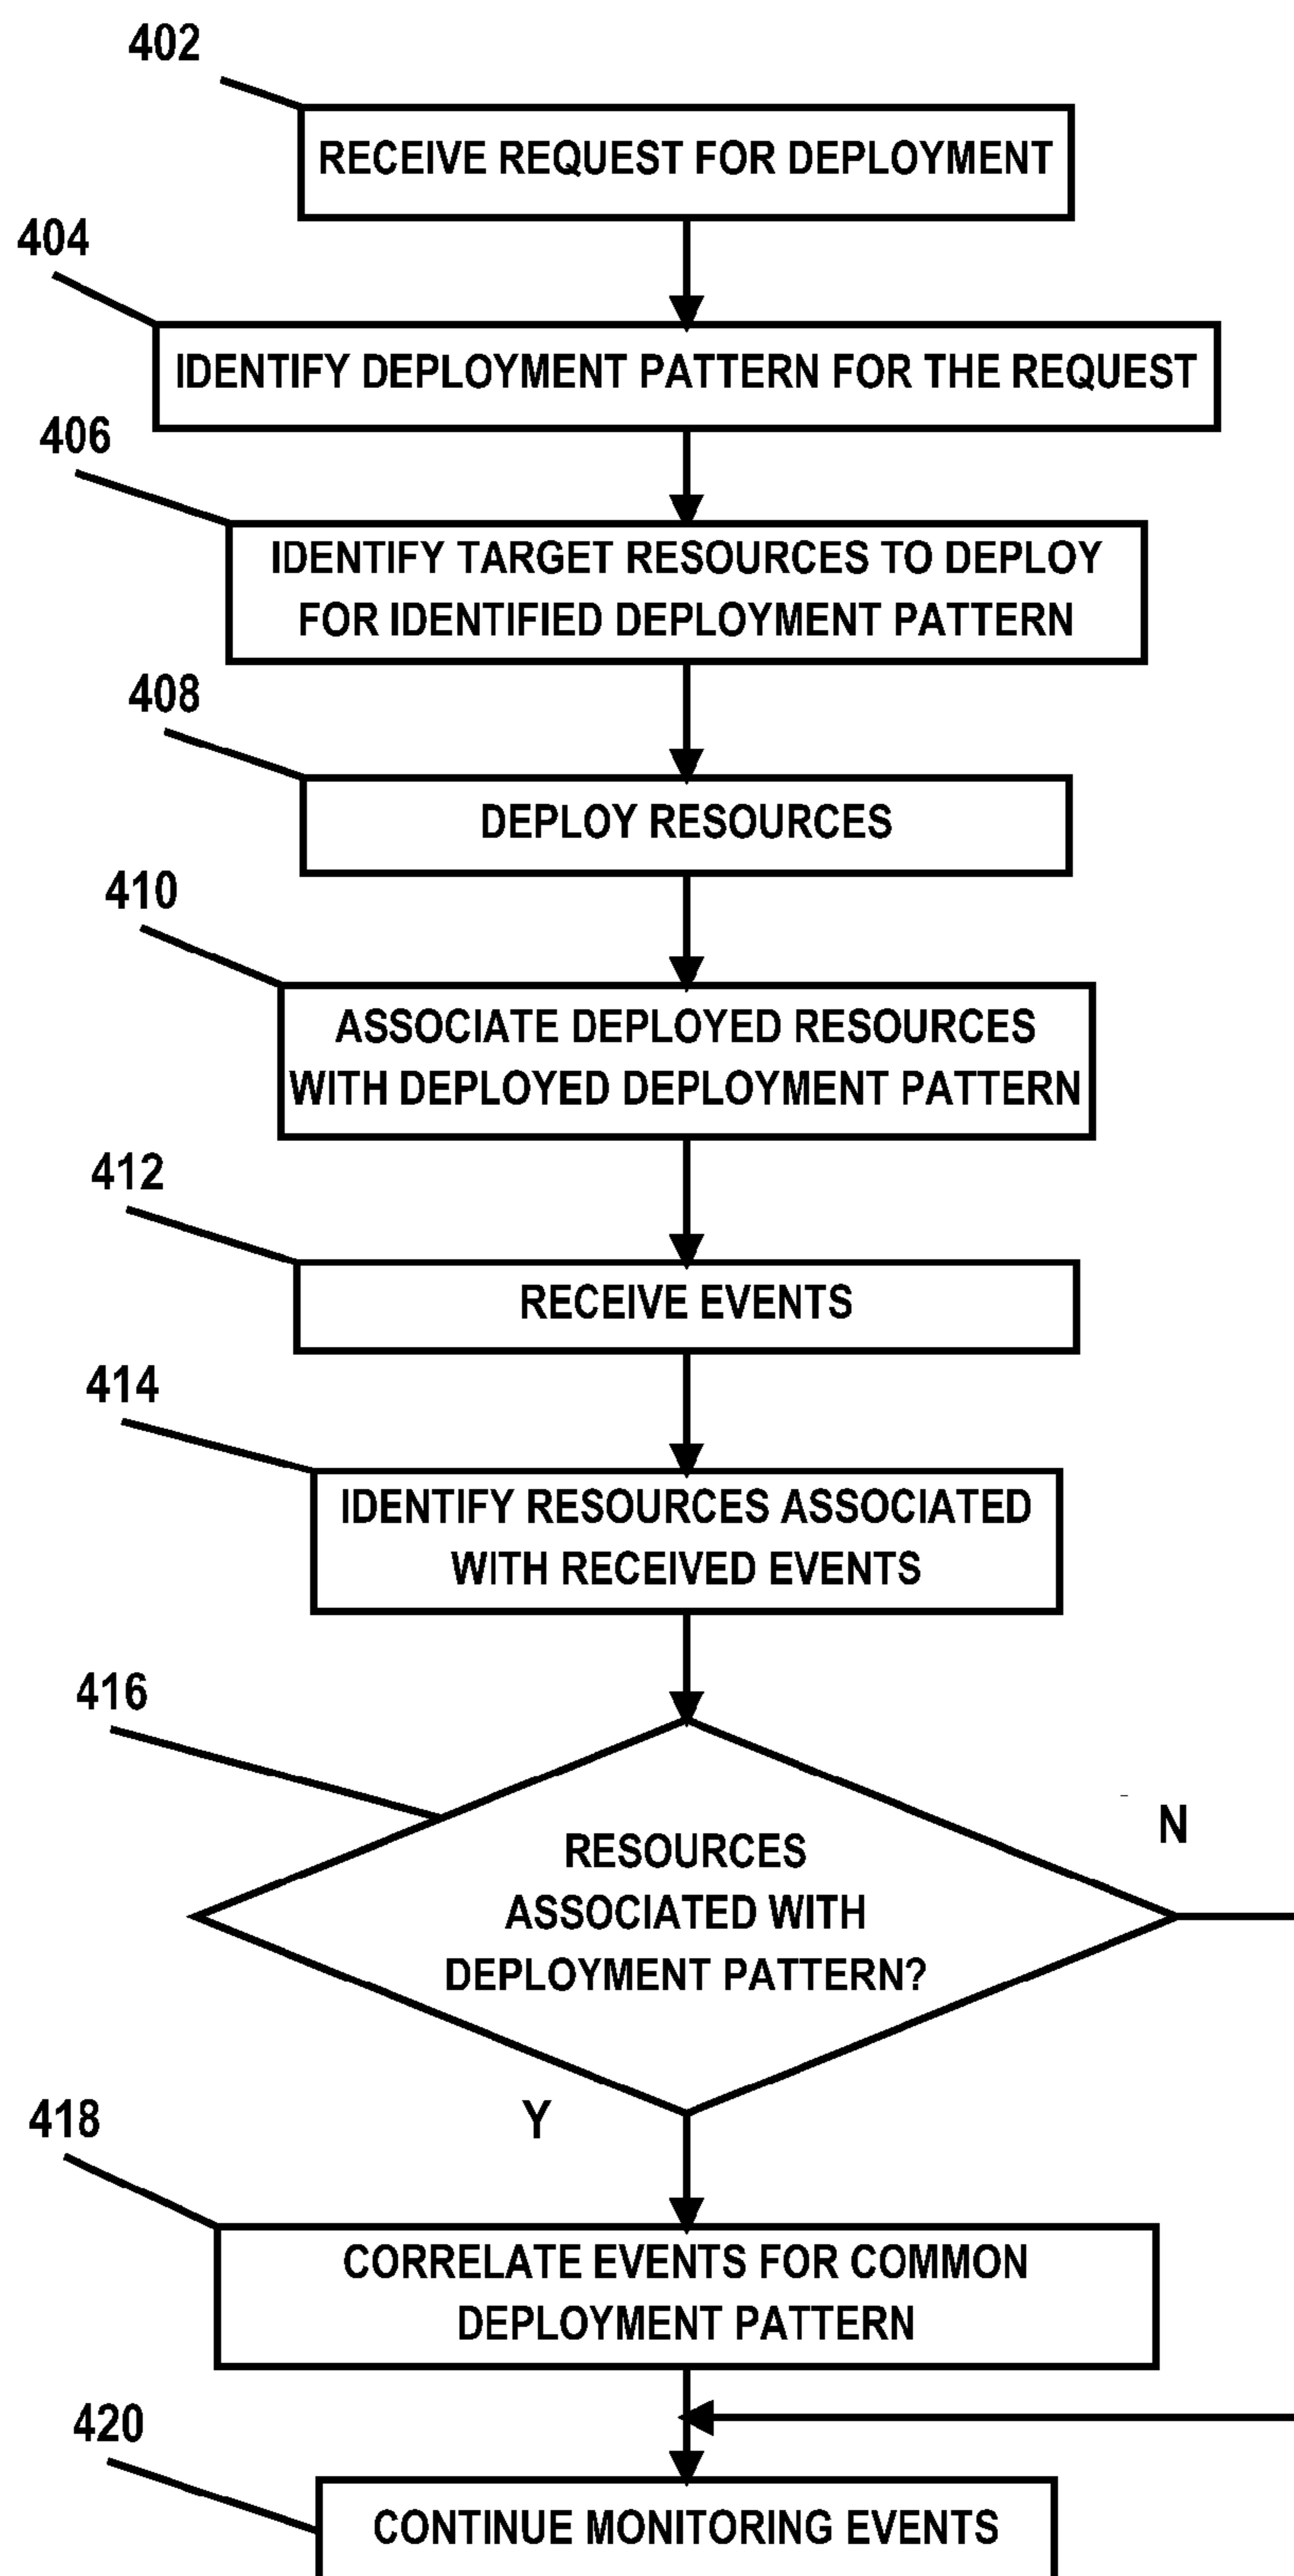 402
RECEIVE REQUEST FOR DEPLOYMENT
404
IDENTIFY DEPLOYMENT PATTERN FOR THE REQUEST
406
IDENTIFY TARGET RESOURCES TO DEPLOY
FOR IDENTIFIED DEPLOYMENT PATTERN
408
DEPLOY RESOURCES
410
ASSOCIATE DEPLOYED RESOURCES
WITH DEPLOYED DEPLOYMENT PATTERN
412
RECEIVE EVENTS
414
IDENTIFY RESOURCES ASSOCIATED
WITH RECEIVED EVENTS
416
N
RESOURCES
ASSOCIATED WITH
DEPLOYMENT PATTERN?
Y
418
CORRELATE EVENTS FOR COMMON
DEPLOYMENT PATTERN
420
CONTINUE MONITORING EVENTS